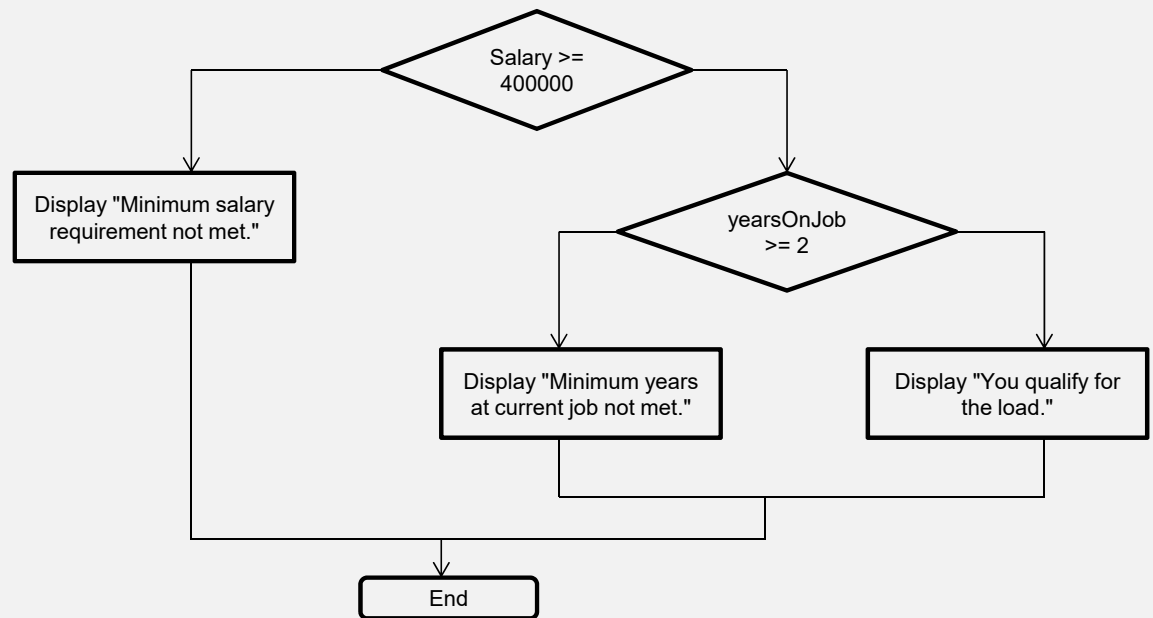 Salary >=
400000
Display "Minimum salary
requirement not met."
yearsOnJob
>= 2
Display "Minimum years
at current job not met."
Display "You qualify for
the load."
End